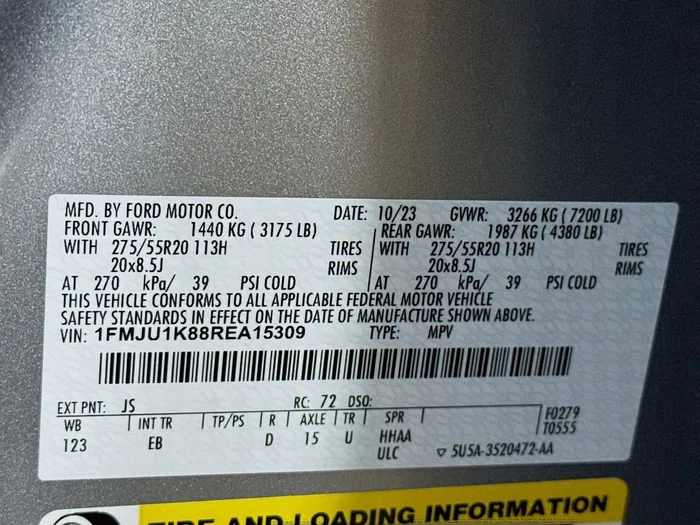 MFD. BY FORD MOTOR CO. DATE: 10/23 GVWR: 3266 KG ( 7200 LB)
FRONT GAWR: 1440 KG ( 3175 LB) REAR GAWR: 1987 KG ( 4380 LB)
WITH 275/55R20 113H TIRES WITH 275/55R20 113H TIRES
20x8.5J RIMS 20x8.5J RIMS
AT 270 kPa/ 39 PSI COLD AT 270 kPa/ 39 PSI COLD
THIS VEHICLE CONFORMS TO ALL APPLICABLE FEDERAL MOTOR VEHICLE
SAFETY STANDARDS IN EFFECT ON THE DATE OF MANUFACTURE SHOWN ABOVE.
VIN: 1FMJU1K88REA15309 TYPE: MPV
EXT PNT: JS RC: 72 DSO:
WB INT TR TP/PS R AXLE TR SPR F0279
123 EB D 15 U HHAA T0555
ULC 5U5A-3520472-AA
TIRE AND LOADING INFORMATION